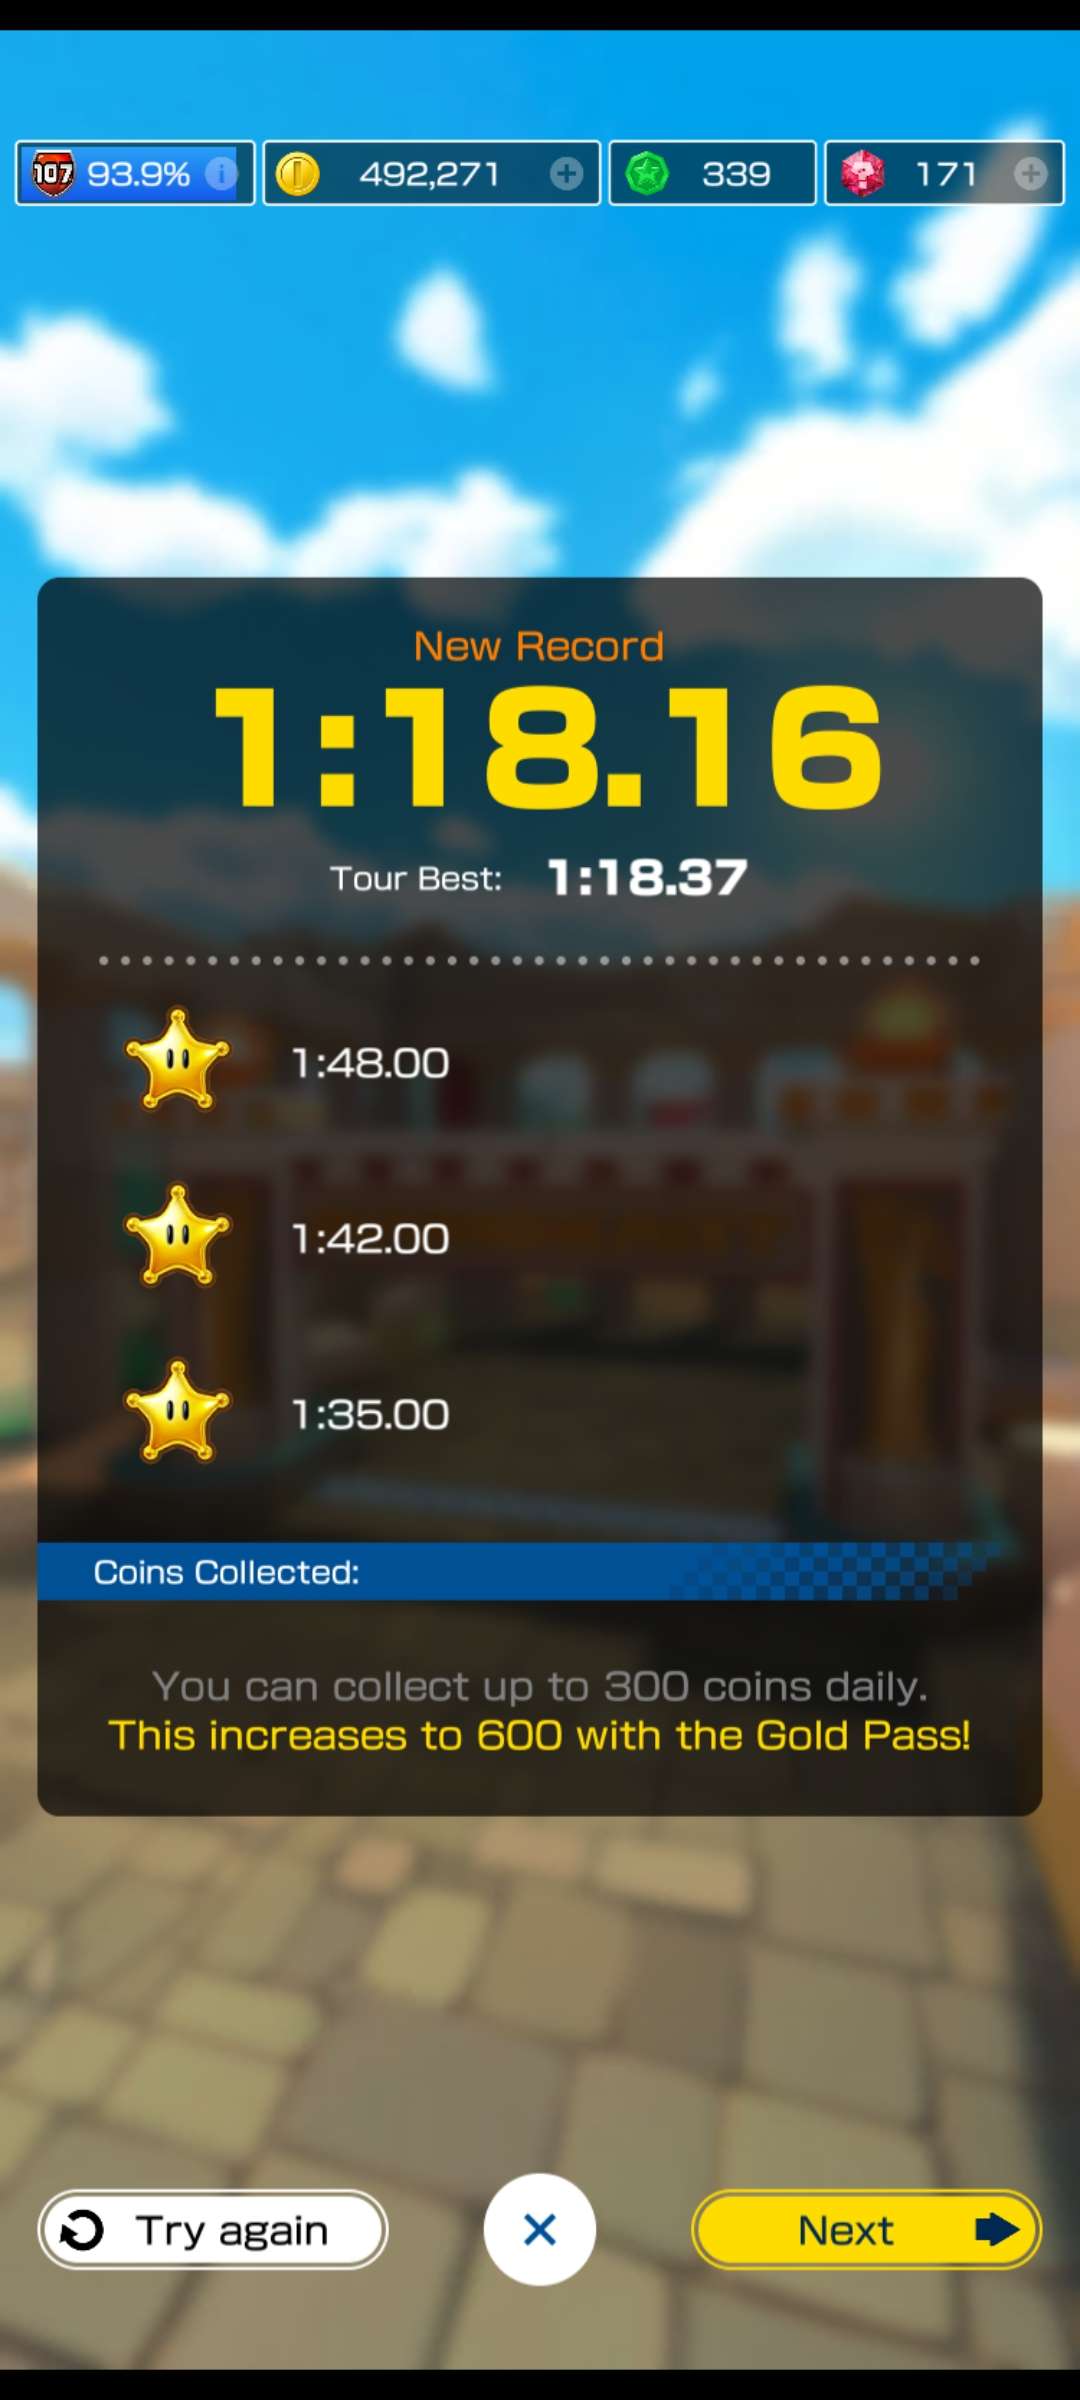 107 93.9% i 492,271 + 339 171 +
New Record
1:18.16
Tour Best: 1:18.37
1:48.00
1:42.00
1:35.00
Coins Collected:
You can collect up to 300 coins daily.
This increases to 600 with the Gold Pass!
Try again × Next